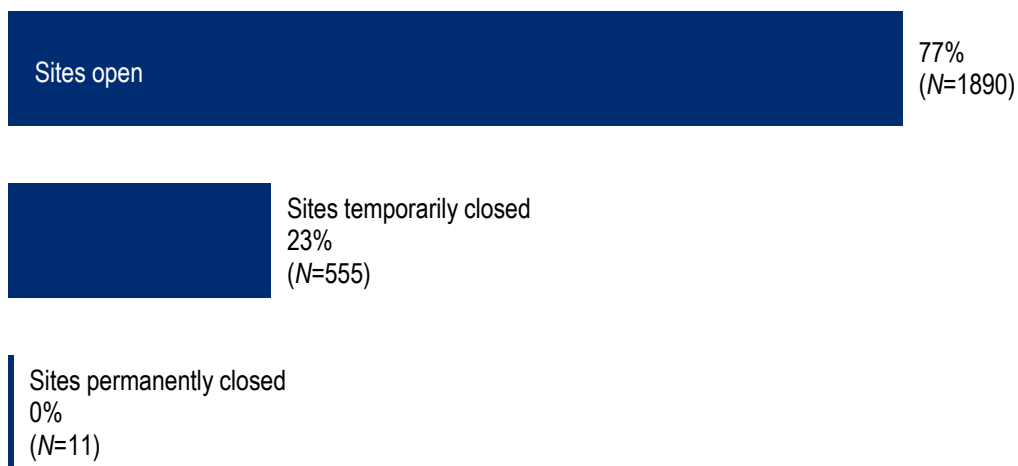 Sites open
77%
(N=1890)
Sites temporarily closed
23%
(N=555)
Sites permanently closed
0%
(N=11)